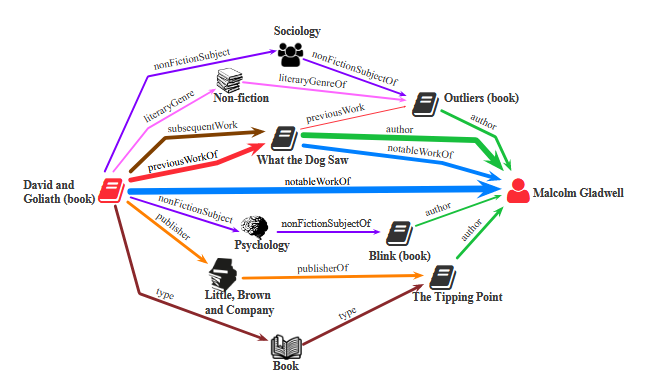 Sociology
nonFictionSubject
nonFictionSubjectOf
literaryGenre
Non-fiction
literaryGenreOf
Outliers (book)
previousWork
author
subsequentWork
author
What the Dog Saw
notableWorkOf
previousWorkOf
David and
Goliath (book)
notableWorkOf
Malcolm Gladwell
nonFictionSubject
Psychology
nonFictionSubjectOf
Blink (book)
author
author
publisher
Little, Brown
and Company
publisherOf
The Tipping Point
type
Book
type